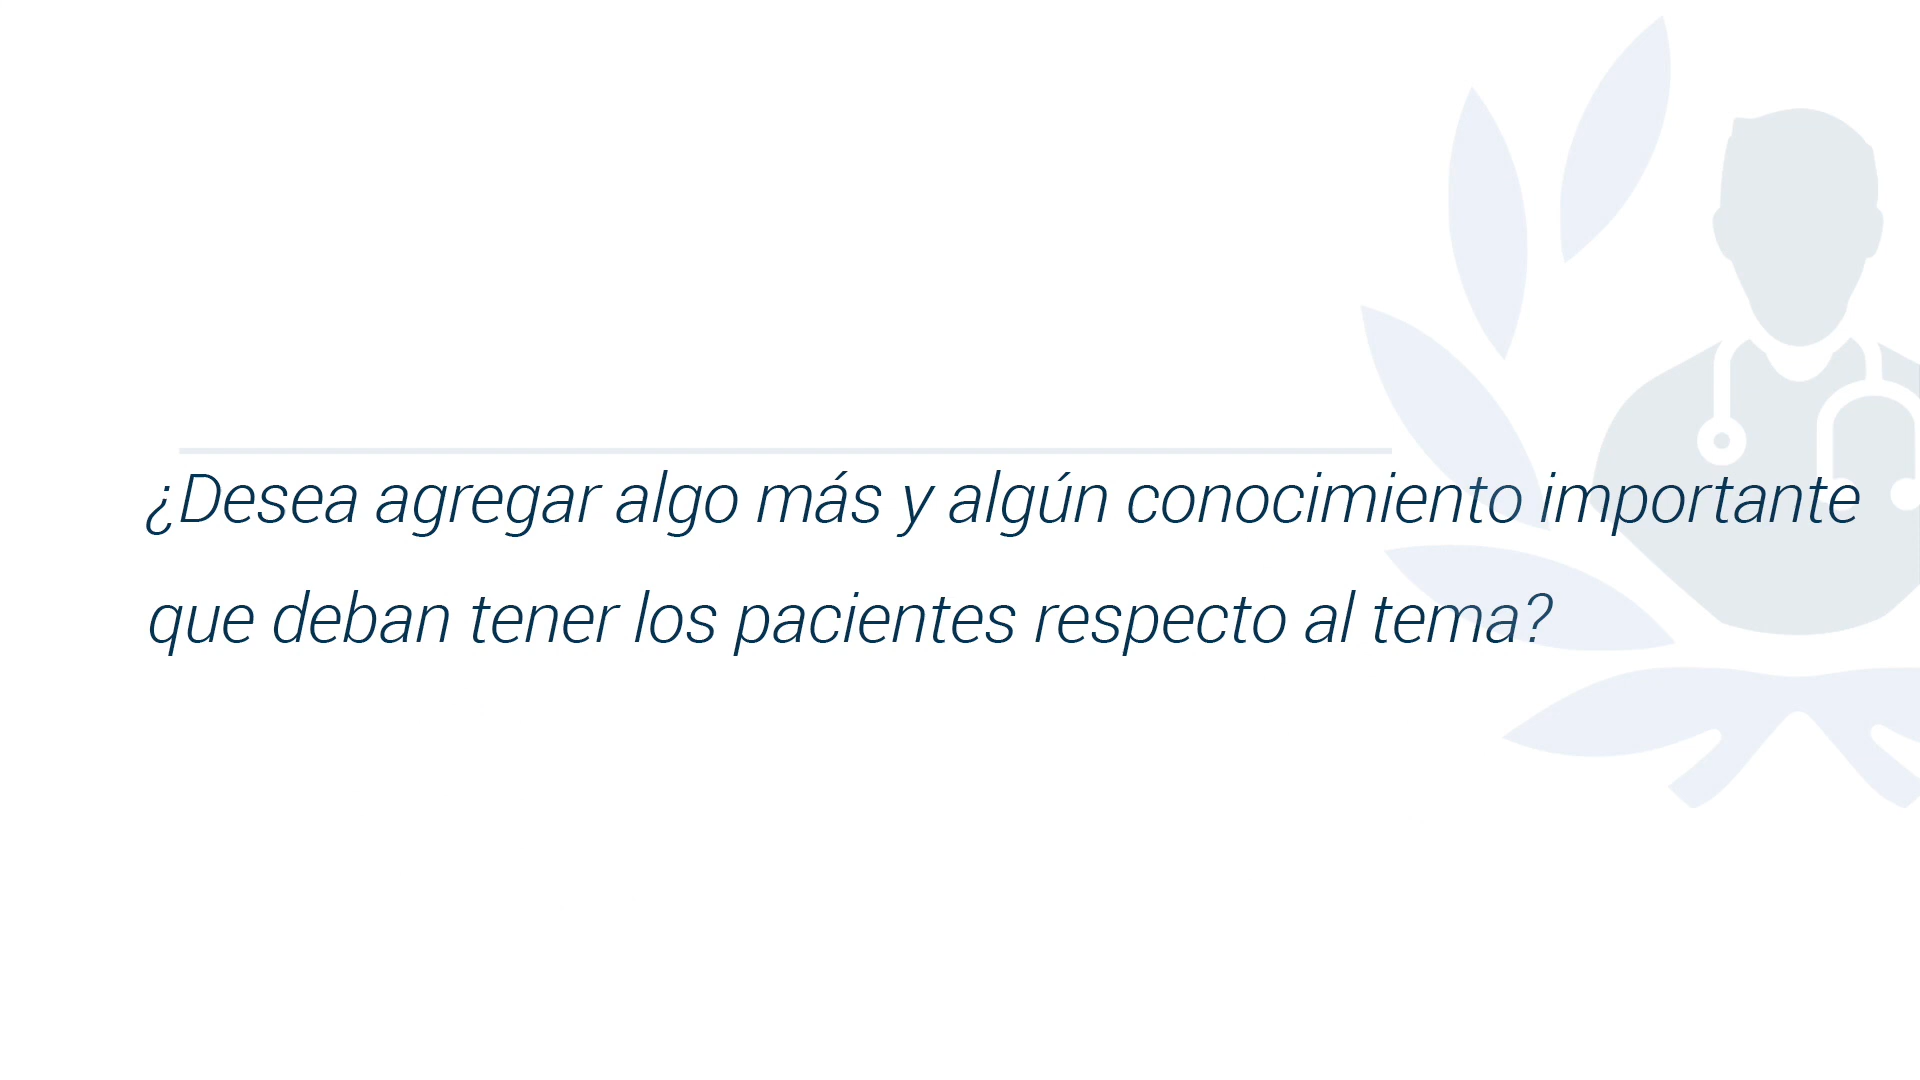 ¿Desea agregar algo más y algún conocimiento importante
que deban tener los pacientes respecto al tema?